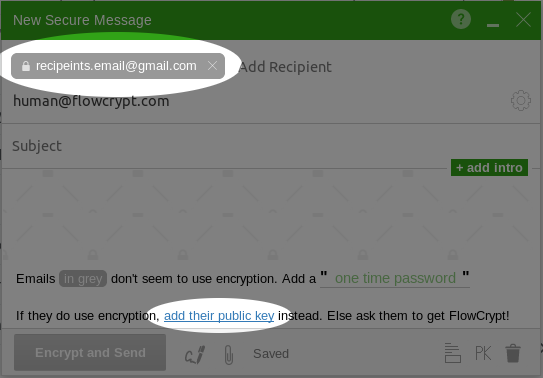 New Secure Message ?
recipeints.email@gmail.com Add Recipient
human@flowcrypt.com
Subject
+ add intro
Emails in grey don't seem to use encryption. Add a " one time password "
If they do use encryption, add their public key instead. Else ask them to get FlowCrypt!
Encrypt and Send Saved PK